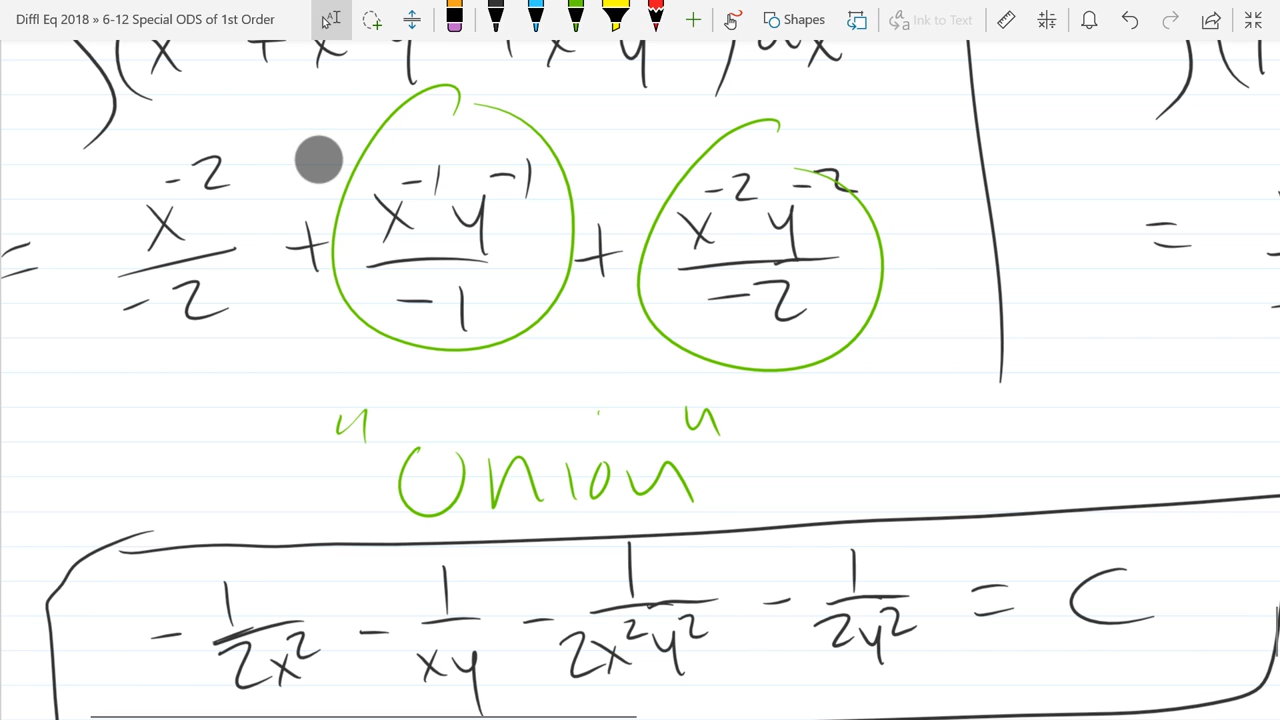 Diffl Eq 2018 » 6-12 Special ODS of 1st Order Shapes Ink to Text
= x^-2/-2 + x^-1 y^-1/-1 + x^-2 y^-2/-2 =
"Onion"
- 1/2x^2 - 1/xy - 1/2x^2y^2 - 1/2y^2 = C